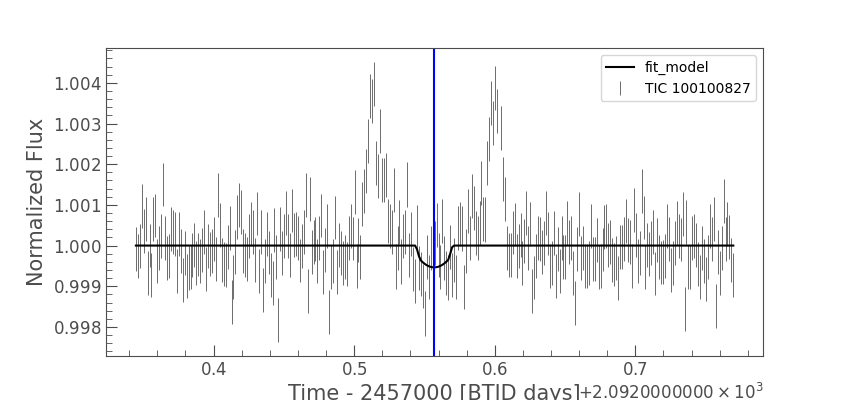 fit_model
TIC 100100827
Normalized Flux
1.004
1.003
1.002
1.001
1.000
0.999
0.998
0.4 0.5 0.6 0.7
Time - 2457000 [BTJD days]
+2.0920000000 × 10³